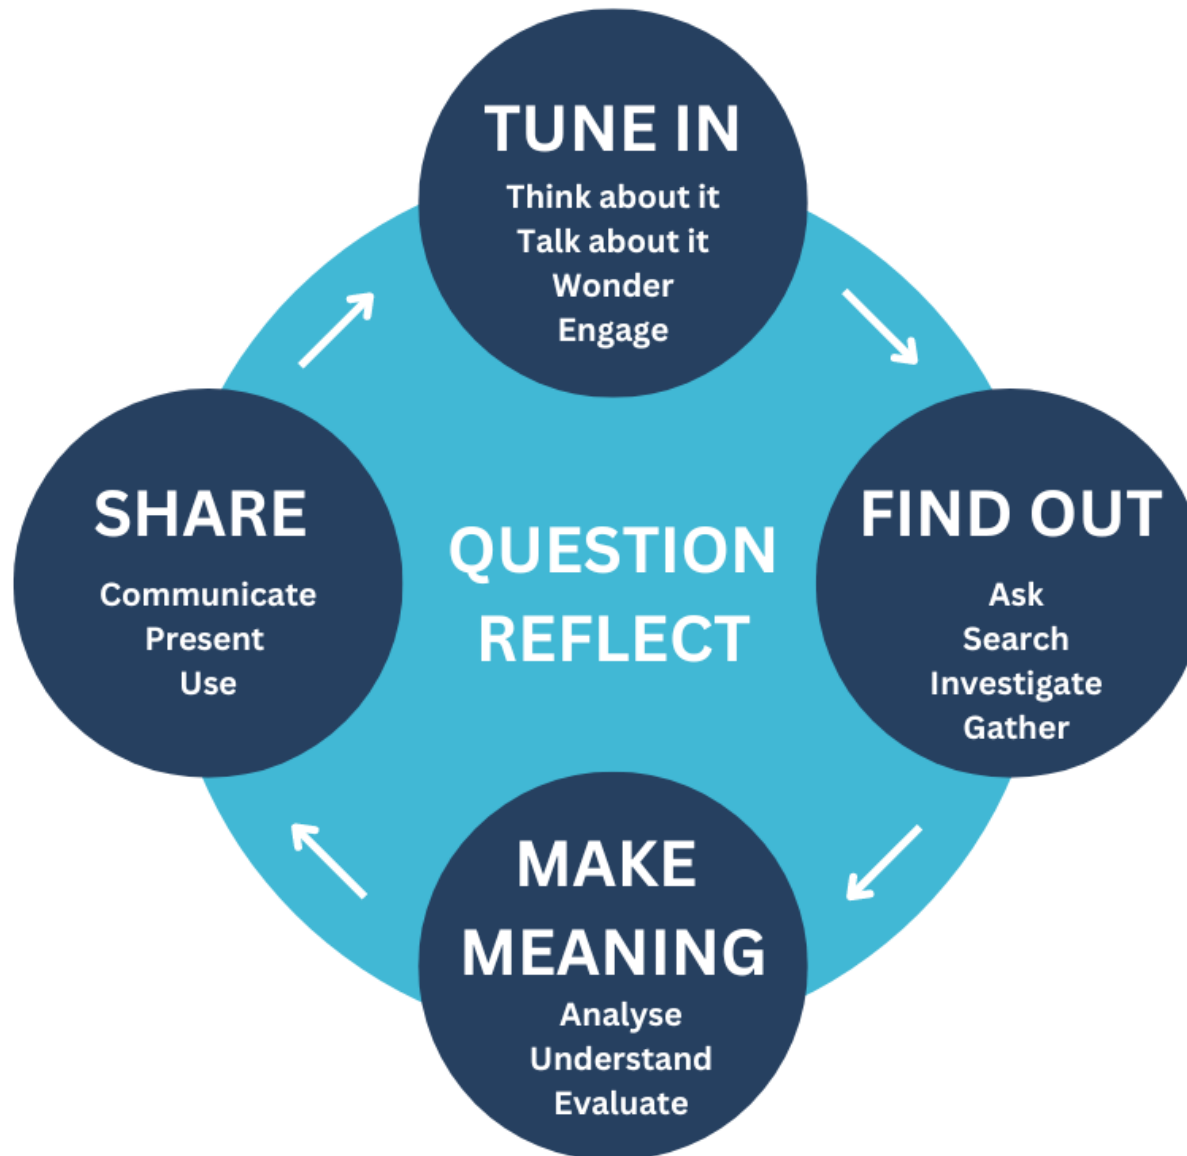 TUNE IN
Think about it
Talk about it
Wonder
Engage
FIND OUT
Ask
Search
Investigate
Gather
MAKE
MEANING
Analyse
Understand
Evaluate
SHARE
Communicate
Present
Use
QUESTION
REFLECT